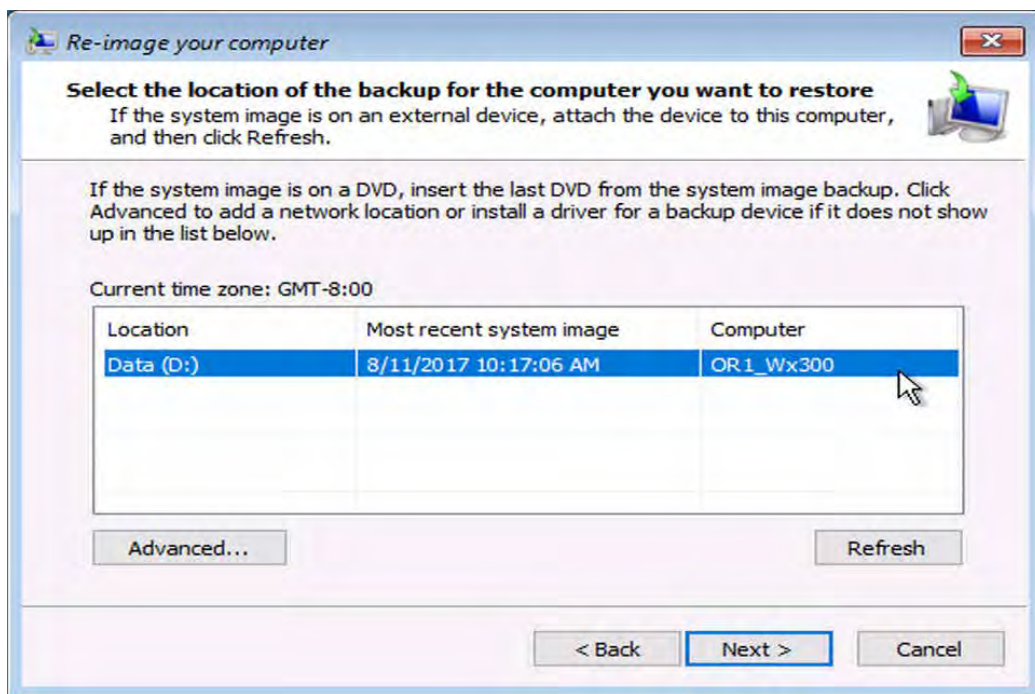 Re-image your computer
Select the location of the backup for the computer you want to restore
If the system image is on an external device, attach the device to this computer,
and then click Refresh.
If the system image is on a DVD, insert the last DVD from the system image backup. Click
Advanced to add a network location or install a driver for a backup device if it does not show
up in the list below.
Current time zone: GMT-8:00
Location Most recent system image Computer
Data (D:) 8/11/2017 10:17:06 AM OR1_Wx300
Advanced... Refresh
< Back Next > Cancel